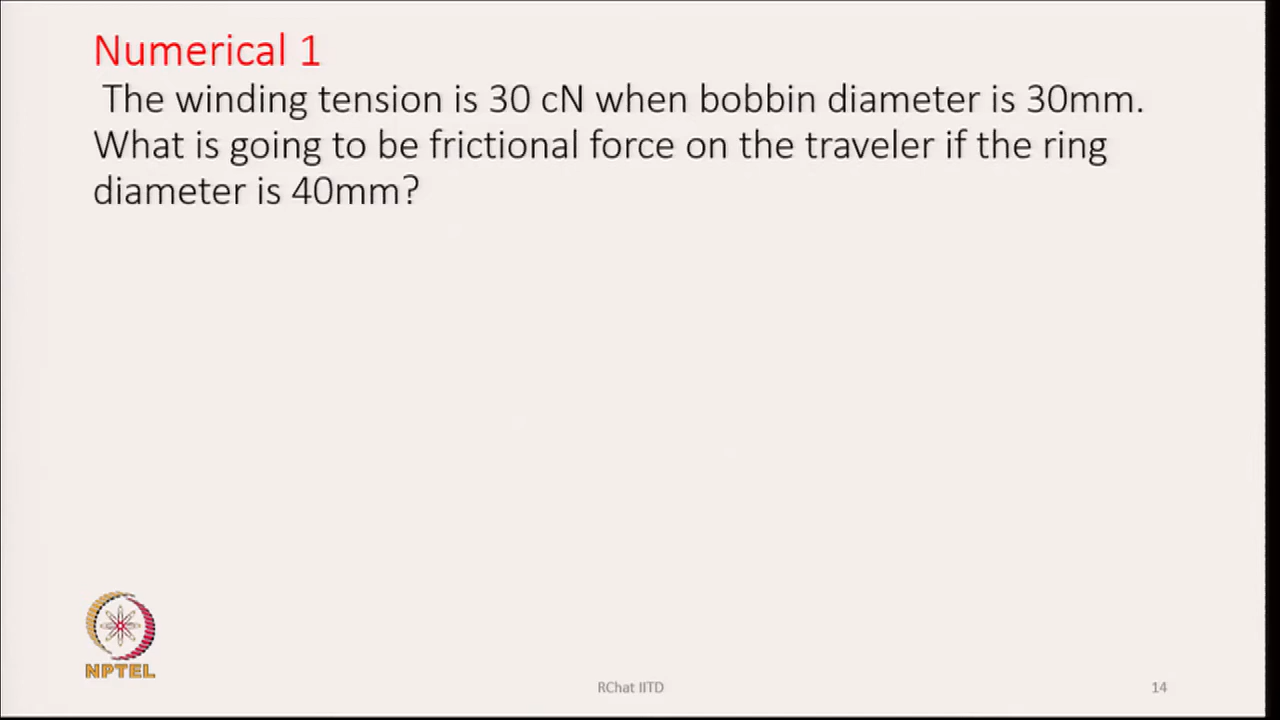 Numerical 1
The winding tension is 30 cN when bobbin diameter is 30mm.
What is going to be frictional force on the traveler if the ring
diameter is 40mm?
NPTEL
RChat IITD
14